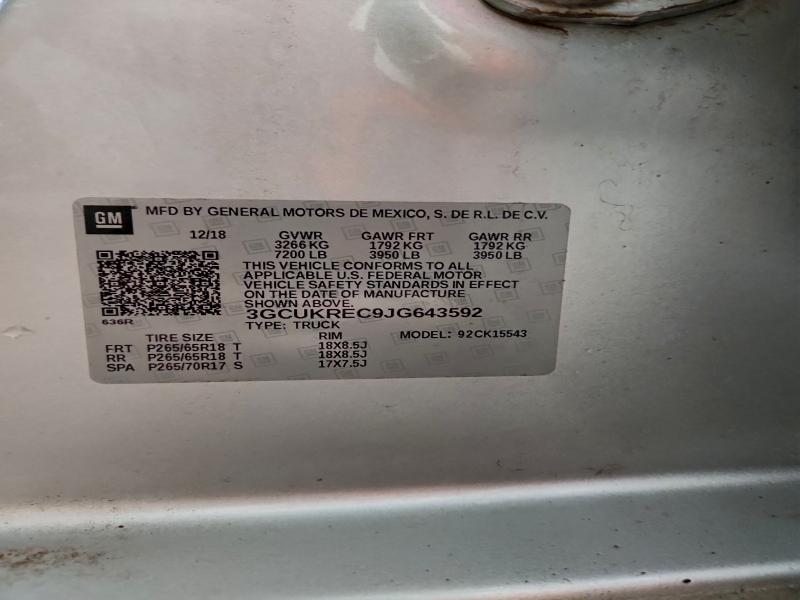 GM MFD BY GENERAL MOTORS DE MEXICO, S. DE R.L. DE C.V.
12/18 GVWR GAWR FRT GAWR RR
3266 KG 1792 KG 1792 KG
7200 LB 3950 LB 3950 LB
THIS VEHICLE CONFORMS TO ALL
APPLICABLE U.S. FEDERAL MOTOR
VEHICLE SAFETY STANDARDS IN EFFECT
ON THE DATE OF MANUFACTURE
SHOWN ABOVE.
3GCUKREC9JG643592
636R
TYPE: TRUCK
TIRE SIZE RIM MODEL: 92CK15543
FRT P265/65R18 T 18X8.5J
RR P265/65R18 T 18X8.5J
SPA P265/70R17 S 17X7.5J